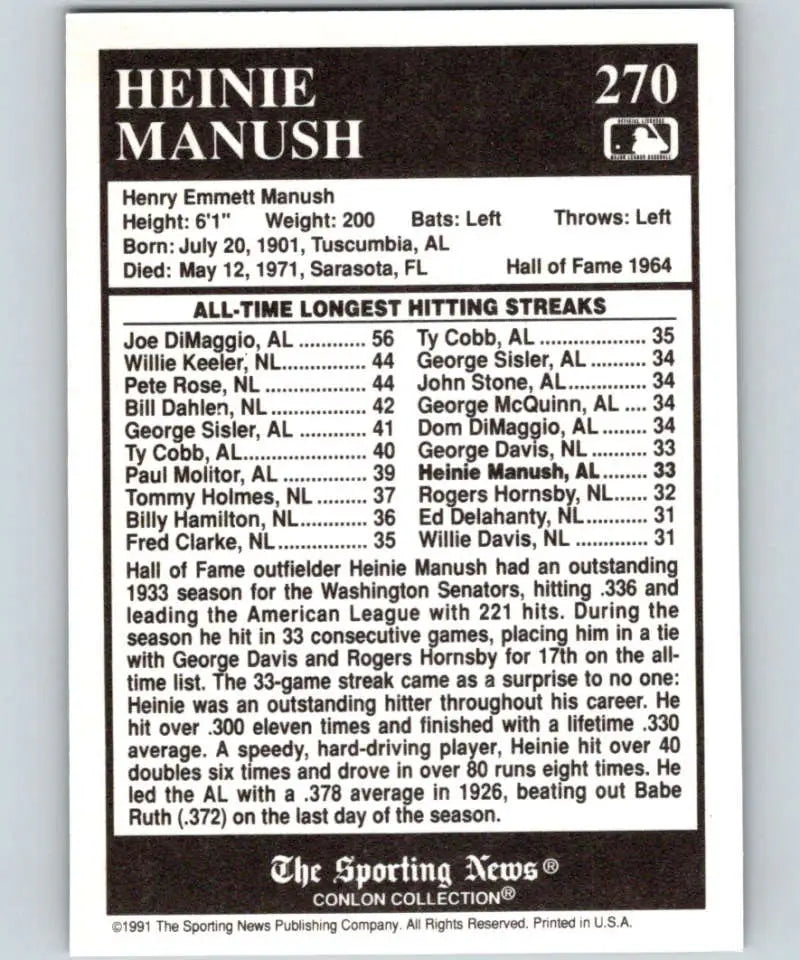 HEINIE
MANUSH
270
OFFICIAL LICENSEE
MAJOR LEAGUE BASEBALL
Henry Emmett Manush
Height: 6'1" Weight: 200 Bats: Left Throws: Left
Born: July 20, 1901, Tuscumbia, AL
Died: May 12, 1971, Sarasota, FL Hall of Fame 1964
ALL-TIME LONGEST HITTING STREAKS
Joe DiMaggio, AL ............ 56
Willie Keeler, NL............... 44
Pete Rose, NL .................. 44
Bill Dahlen, NL ................. 42
George Sisler, AL ............ 41
Ty Cobb, AL...................... 40
Paul Molitor, AL ............... 39
Tommy Holmes, NL ......... 37
Billy Hamilton, NL............ 36
Fred Clarke, NL................ 35
Ty Cobb, AL ................... 35
George Sisler, AL .......... 34
John Stone, AL.............. 34
George McQuinn, AL .... 34
Dom DiMaggio, AL ........ 34
George Davis, NL .......... 33
Heinie Manush, AL........ 33
Rogers Hornsby, NL...... 32
Ed Delahanty, NL........... 31
Willie Davis, NL ............. 31
Hall of Fame outfielder Heinie Manush had an outstanding
1933 season for the Washington Senators, hitting .336 and
leading the American League with 221 hits. During the
season he hit in 33 consecutive games, placing him in a tie
with George Davis and Rogers Hornsby for 17th on the all-
time list. The 33-game streak came as a surprise to no one:
Heinie was an outstanding hitter throughout his career. He
hit over .300 eleven times and finished with a lifetime .330
average. A speedy, hard-driving player, Heinie hit over 40
doubles six times and drove in over 80 runs eight times. He
led the AL with a .378 average in 1926, beating out Babe
Ruth (.372) on the last day of the season.
The Sporting News®
CONLON COLLECTION®
©1991 The Sporting News Publishing Company. All Rights Reserved. Printed in U.S.A.